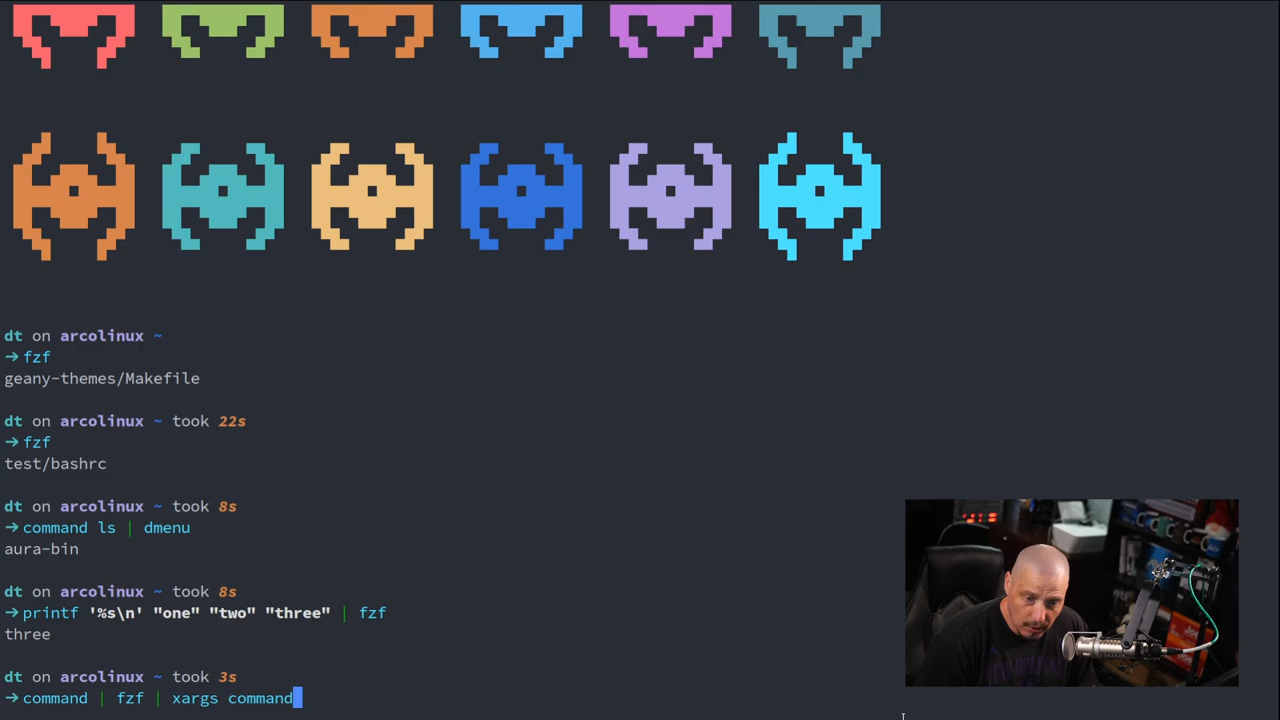 dt on arcolinux ~
→fzf
geany-themes/Makefile
dt on arcolinux ~ took 22s
→fzf
test/bashrc
dt on arcolinux ~ took 8s
→command ls | dmenu
aura-bin
dt on arcolinux ~ took 8s
→printf '%s\n' "one" "two" "three" | fzf
three
dt on arcolinux ~ took 3s
→command | fzf | xargs command